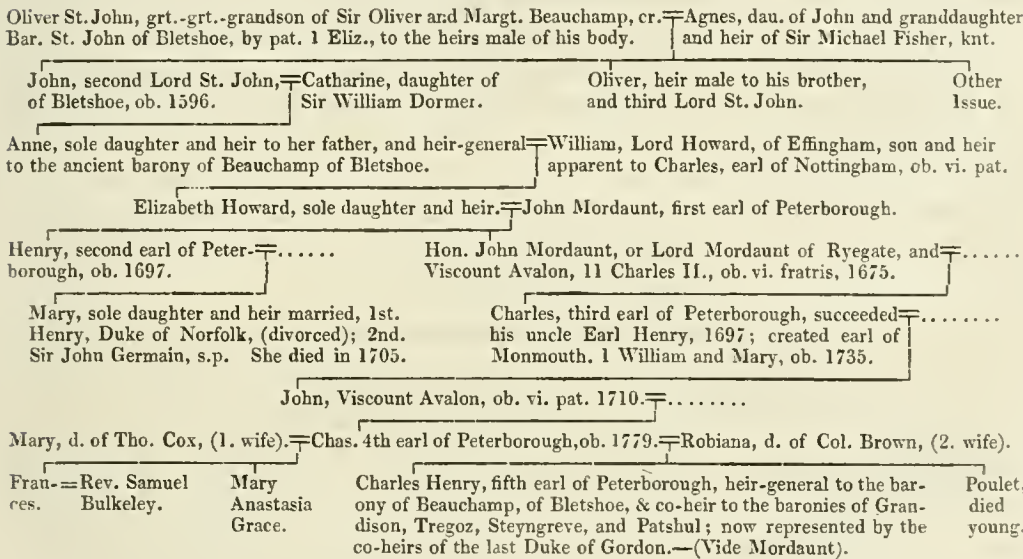 Oliver St. John, grt.-grt.-grandson of Sir Oliver and Margt. Beauchamp, cr.=Agnes, dau. of John and granddaughter
Bar. St. John of Bletshoe, by pat. 1 Eliz., to the heirs male of his body. and heir of Sir Michael Fisher, knt.
John, second Lord St. John,=Catharine, daughter of
of Bletshoe, ob. 1596. Sir William Dormer.
Oliver, heir male to his brother,
and third Lord St. John.
Other
Issue.
Anne, sole daughter and heir to her father, and heir-general=William, Lord Howard, of Effingham, son and heir
to the ancient barony of Beauchamp of Bletshoe. apparent to Charles, earl of Nottingham, ob. vi. pat.
Elizabeth Howard, sole daughter and heir.=John Mordaunt, first earl of Peterborough.
Henry, second earl of Peter-=......
borough, ob. 1697.
Hon. John Mordaunt, or Lord Mordaunt of Ryegate, and=......
Viscount Avalon, 11 Charles II., ob. vi. fratris, 1675.
Mary, sole daughter and heir married, 1st.
Henry, Duke of Norfolk, (divorced); 2nd.
Sir John Germain, s.p. She died in 1705.
Charles, third earl of Peterborough, succeeded=........
his uncle Earl Henry, 1697; created earl of
Monmouth. 1 William and Mary, ob. 1735.
John, Viscount Avalon, ob. vi. pat. 1710.=........
Mary, d. of Tho. Cox, (1. wife).=Chas. 4th earl of Peterborough, ob. 1779.=Robiana, d. of Col. Brown, (2. wife).
Fran-=Rev. Samuel
ces. Bulkeley.
Mary
Anastasia
Grace.
Charles Henry, fifth earl of Peterborough, heir-general to the bar-
ony of Beauchamp, of Bletshoe, & co-heir to the baronies of Gran-
dison, Tregoz, Steyngreve, and Patshul; now represented by the
co-heirs of the last Duke of Gordon.—(Vide Mordaunt).
Poulet,
died
young.